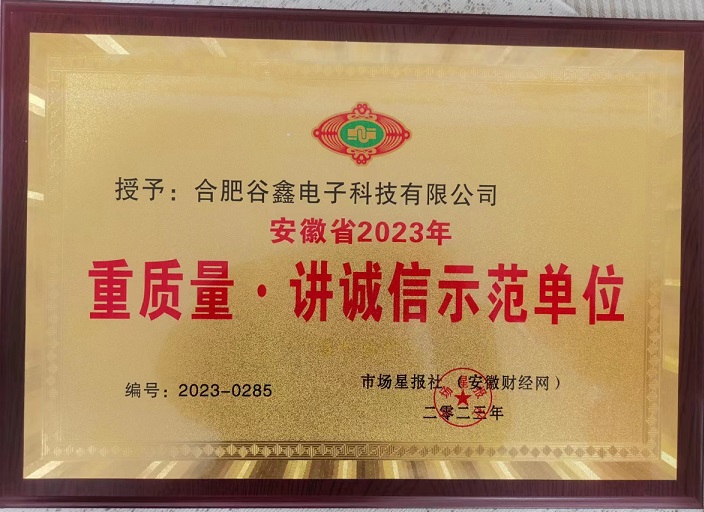 授予：合肥谷鑫电子科技有限公司
安徽省2023年
重质量·讲诚信示范单位
编号：2023-0285
市场星报社（安徽财经网）
二零二三年